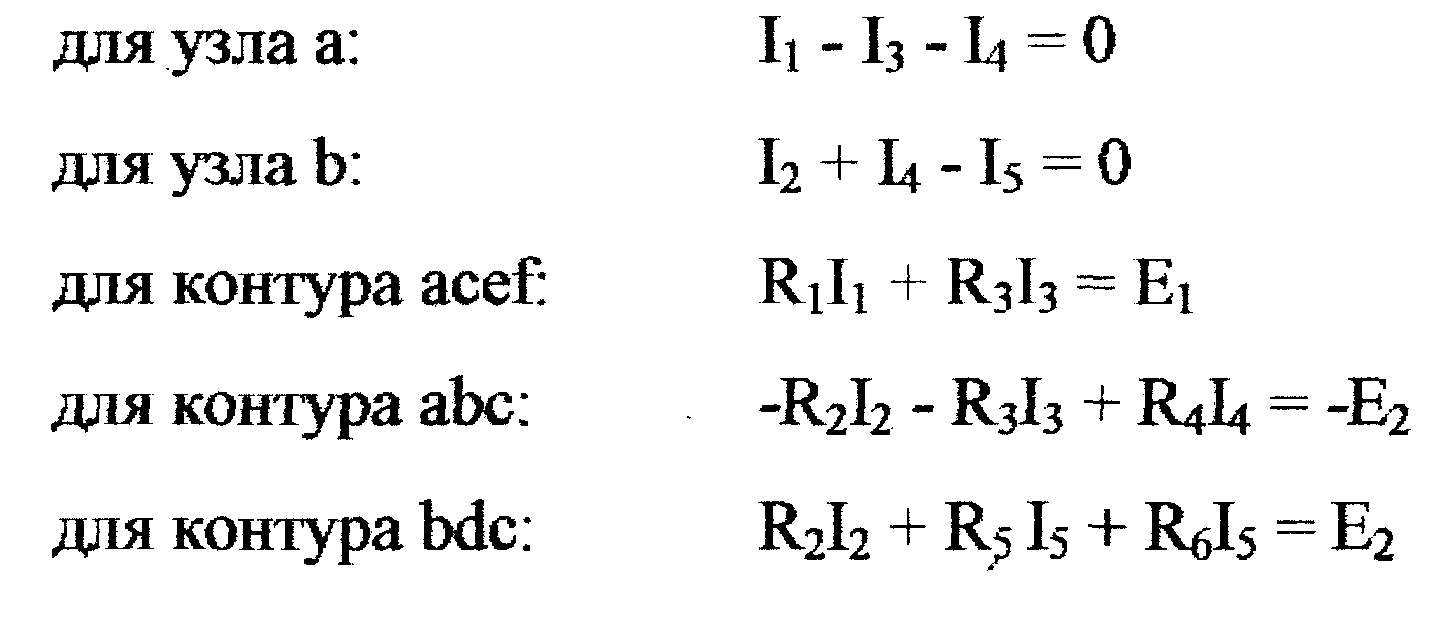 для узла a: I₁ - I₃ - I₄ = 0
для узла b: I₂ + I₄ - I₅ = 0
для контура acef: R₁I₁ + R₃I₃ = E₁
для контура abc: -R₂I₂ - R₃I₃ + R₄I₄ = -E₂
для контура bdc: R₂I₂ + R₅ I₅ + R₆I₅ = E₂